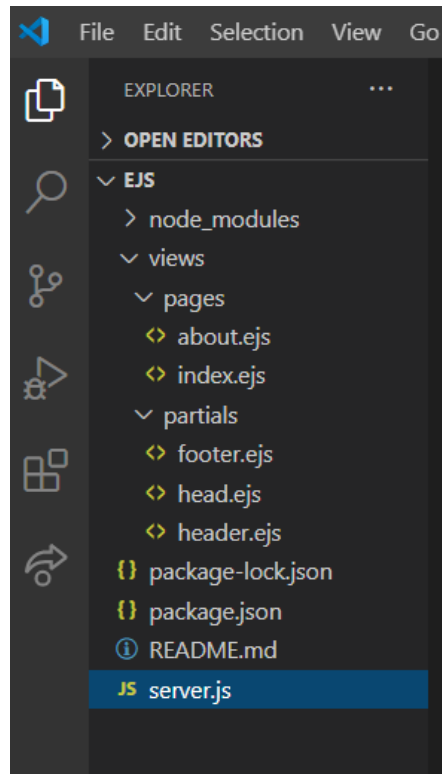 File Edit Selection View Go
EXPLORER ...
OPEN EDITORS
EJS
node_modules
views
pages
<> about.ejs
<> index.ejs
partials
<> footer.ejs
<> head.ejs
<> header.ejs
{} package-lock.json
{} package.json
README.md
JS server.js